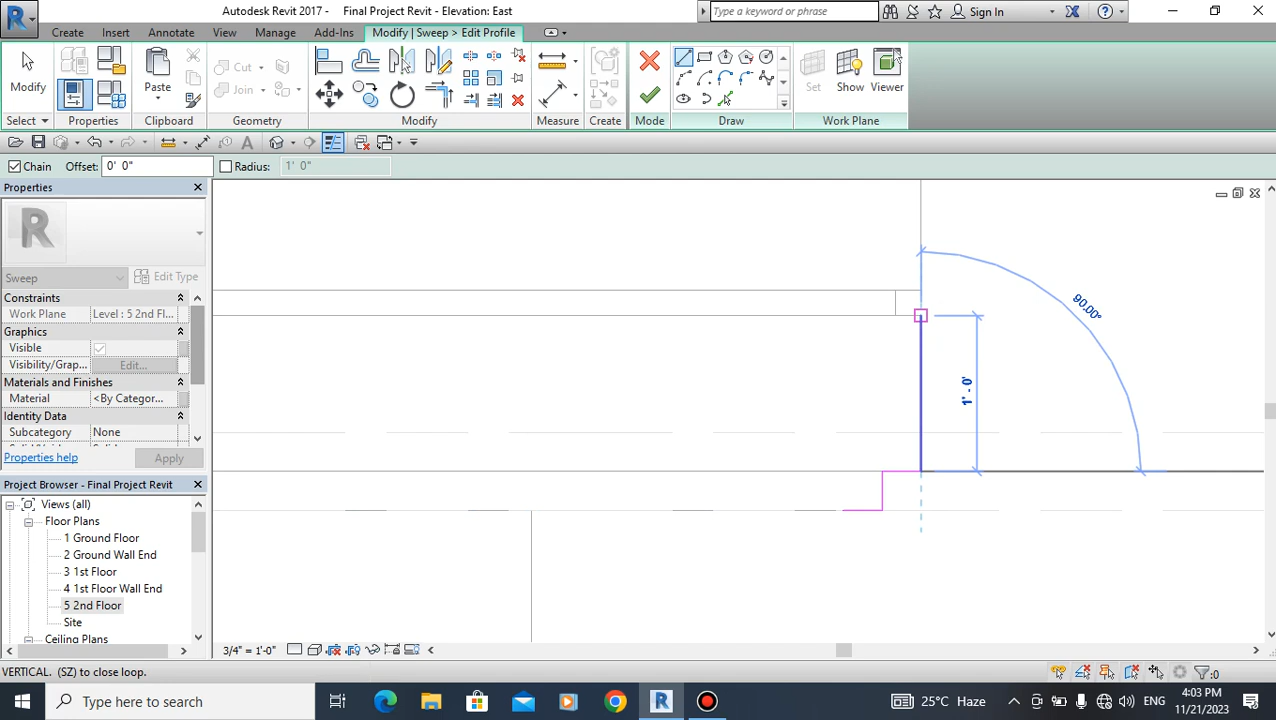 Autodesk Revit 2017 - Final Project Revit - Elevation: East
Type a keyword or phrase
Sign In
Create Insert Annotate View Manage Add-Ins Modify | Sweep > Edit Profile
Modify
Paste
Cut
Join
Set Show Viewer
Select Properties Clipboard Geometry Modify Measure Create Mode Draw Work Plane
Chain Offset: 0' 0" Radius: 1' 0"
Properties
Sweep
Edit Type
Constraints
Work Plane Level : 5 2nd Fl...
Graphics
Visible
Visibility/Grap... Edit...
Materials and Finishes
Material <By Categor...
Identity Data
Subcategory None
Properties help
Apply
Project Browser - Final Project Revit
Views (all)
Floor Plans
1 Ground Floor
2 Ground Wall End
3 1st Floor
4 1st Floor Wall End
5 2nd Floor
Site
Ceiling Plans
90.00°
1' - 0"
3/4" = 1'-0"
VERTICAL. (SZ) to close loop.
:0
Type here to search
25°C Haze
ENG
4:03 PM
11/21/2023